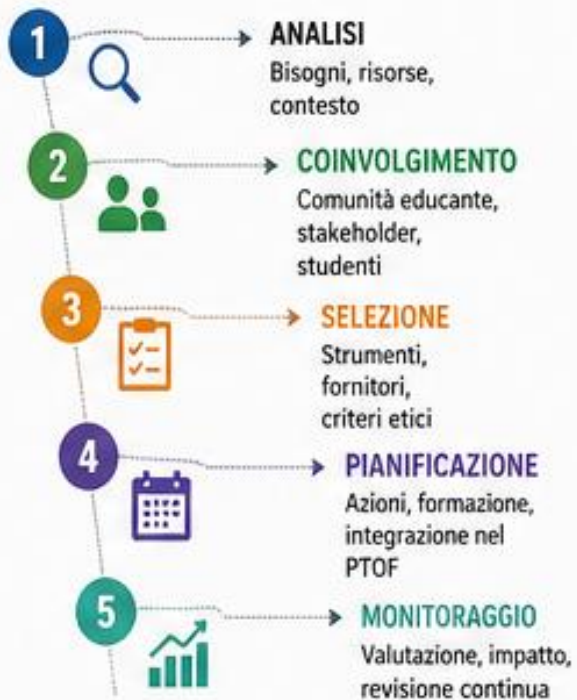 1
ANALISI
Bisogni, risorse,
contesto
2
COINVOLGIMENTO
Comunità educante,
stakeholder,
studenti
3
SELEZIONE
Strumenti,
fornitori,
criteri etici
4
PIANIFICAZIONE
Azioni, formazione,
integrazione nel
PTOF
5
MONITORAGGIO
Valutazione, impatto,
revisione continua